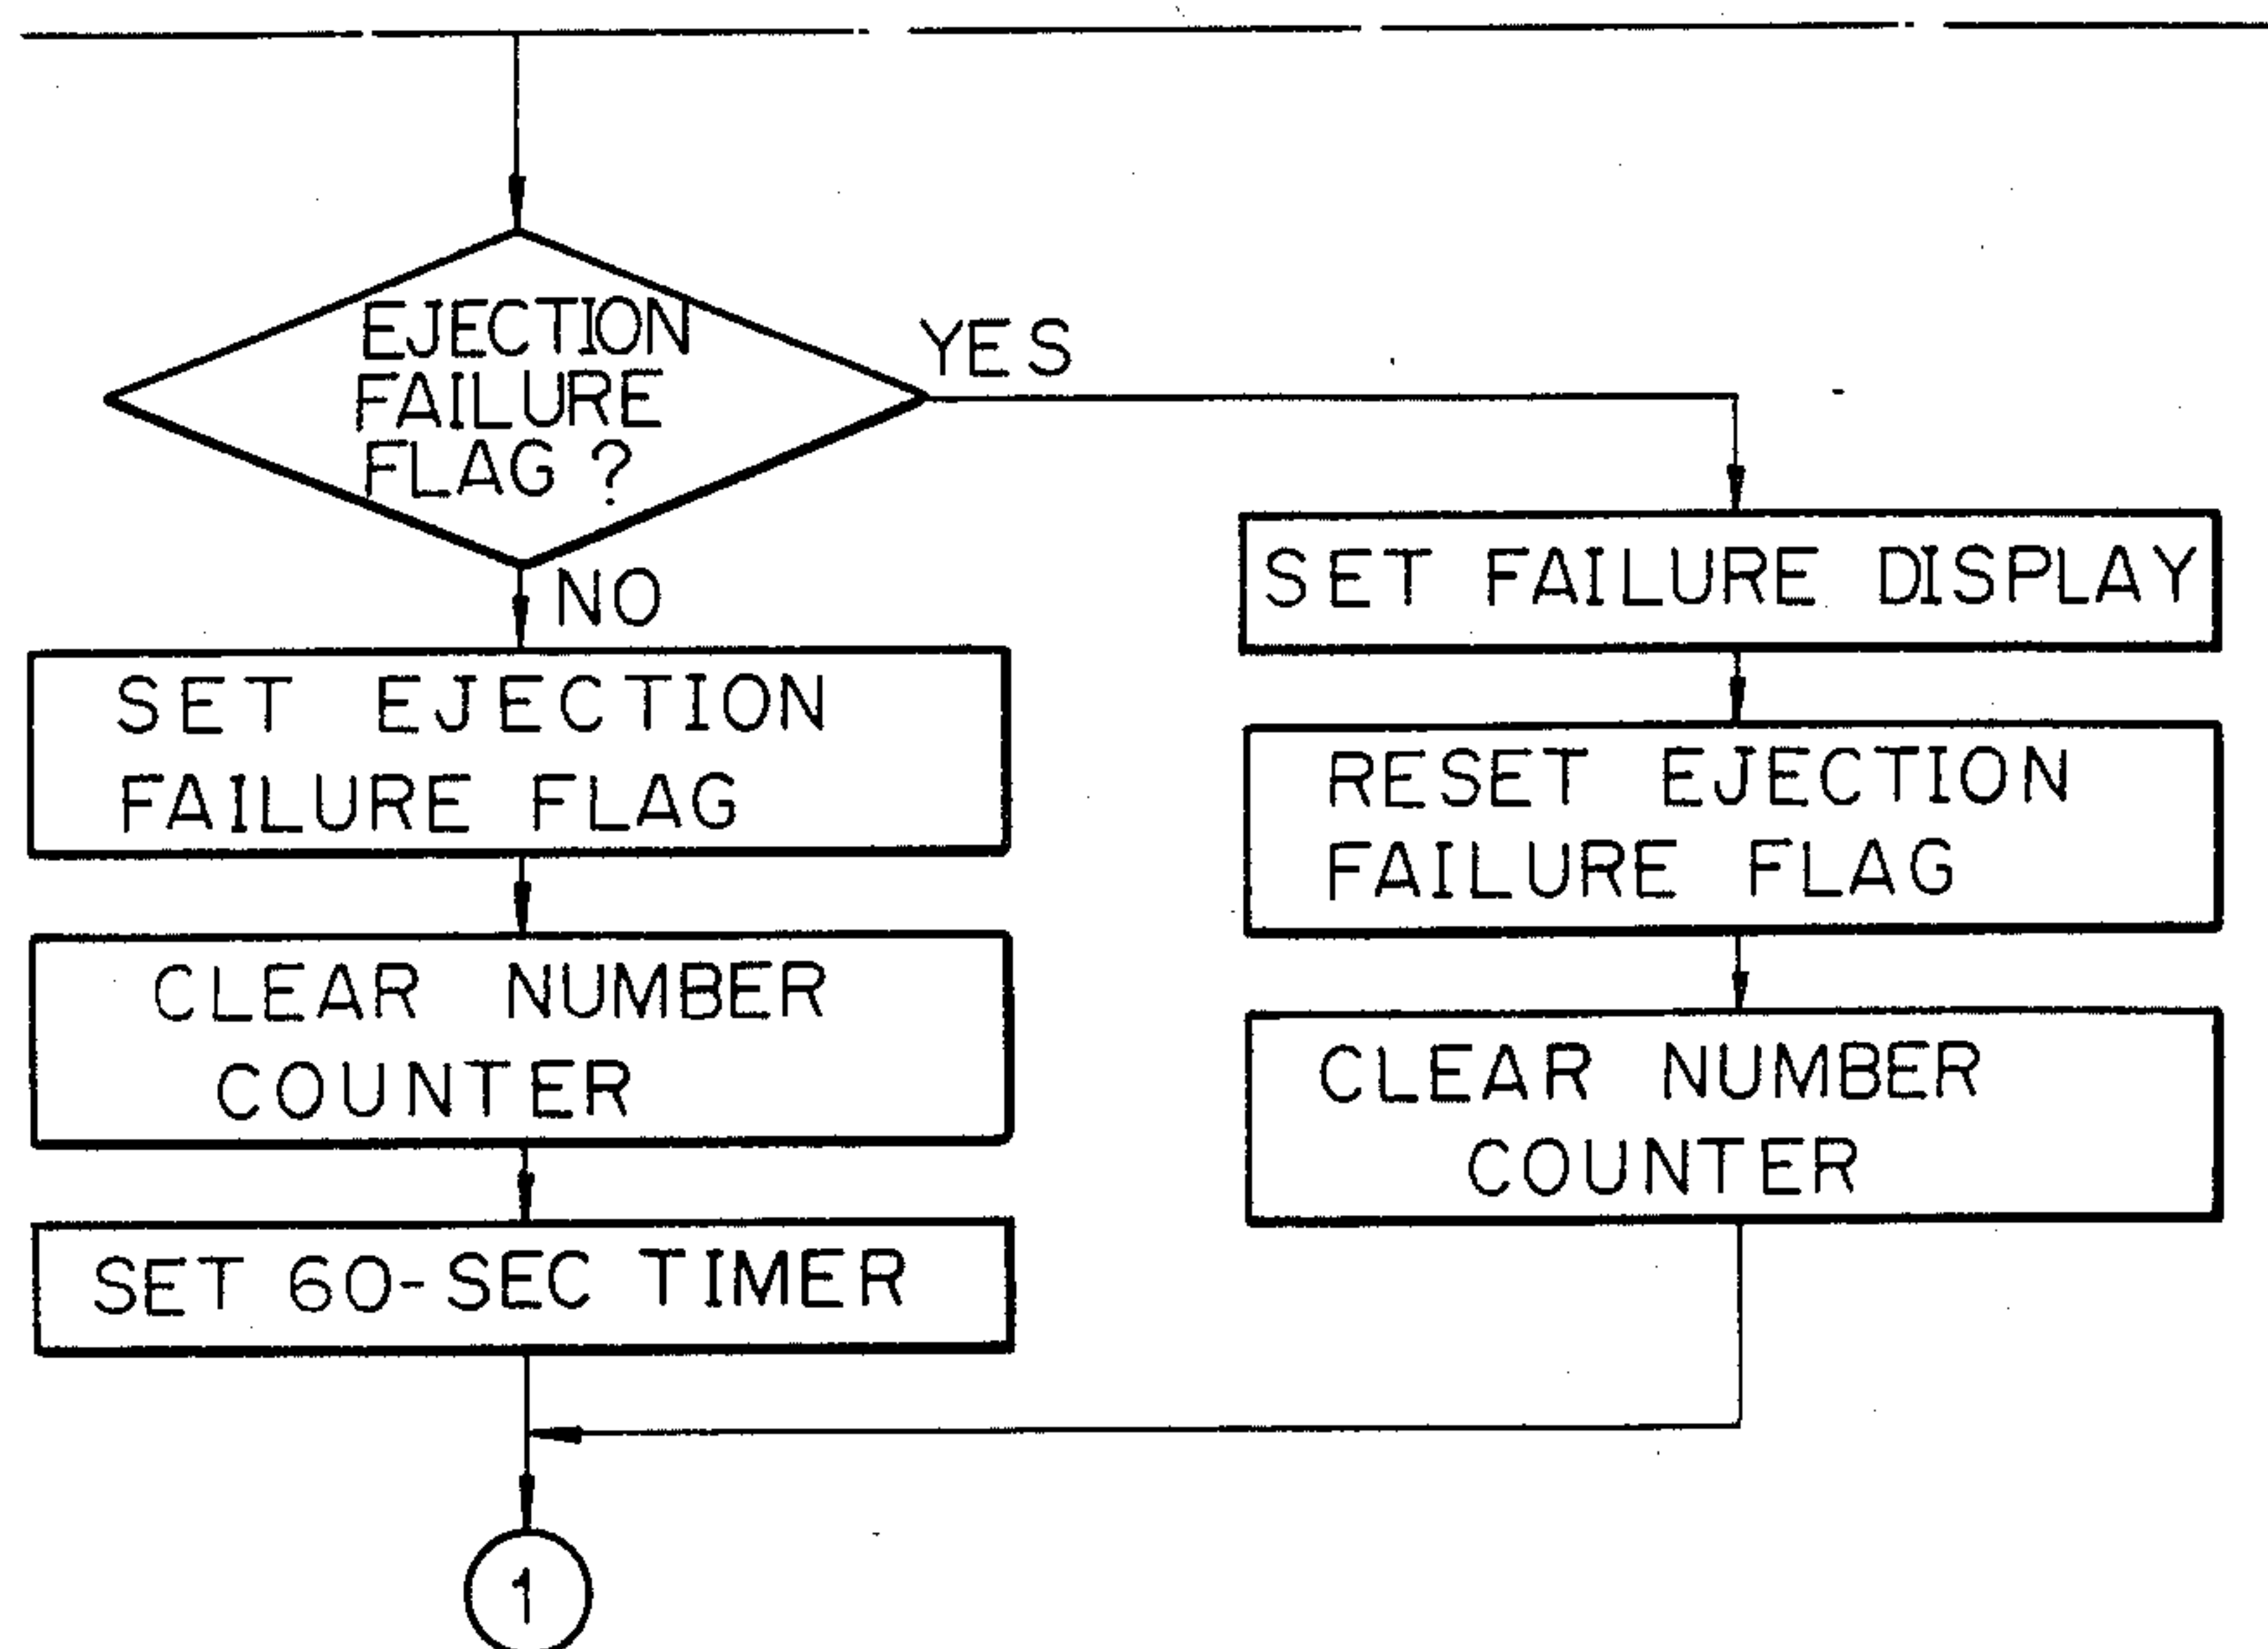 EJECTION
FAILURE
FLAG ?
YES
NO
SET EJECTION
FAILURE FLAG
CLEAR NUMBER
COUNTER
SET 60-SEC TIMER
SET FAILURE DISPLAY
RESET EJECTION
FAILURE FLAG
CLEAR NUMBER
COUNTER
1